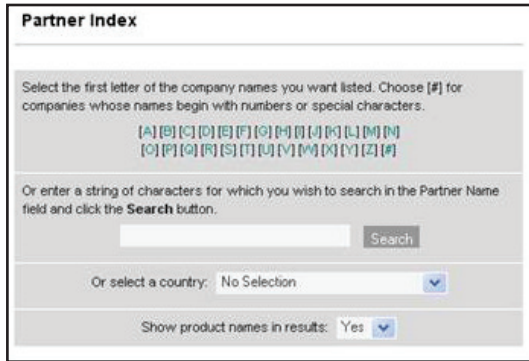 Partner Index
Select the first letter of the company names you want listed. Choose [#] for
companies whose names begin with numbers or special characters.
[A] [B] [C] [D] [E] [F] [G] [H] [I] [J] [K] [L] [M] [N]
[O] [P] [Q] [R] [S] [T] [U] [V] [W] [X] [Y] [Z] [#]
Or enter a string of characters for which you wish to search in the Partner Name
field and click the Search button.
Search
Or select a country: No Selection
Show product names in results: Yes